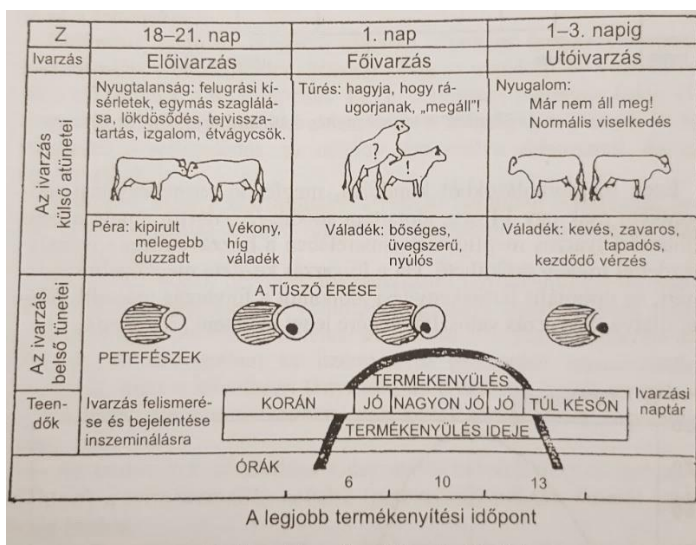 Z
18–21. nap
1. nap
1–3. napig
Ivarzás
Előivarzás
Főivarzás
Utóivarzás
Az ivarzás
külső atünetei
Nyugtalanság: felugrási kí-
sérletek, egymás szaglálá-
sa, lökdösődés, tejvissza-
tartás, izgalom, étvágycsök.
Tűrés: hagyja, hogy rá-
ugorjanak, „megáll”!
Nyugalom:
Már nem áll meg!
Normális viselkedés
?
!
Péra: kipirult
melegebb
duzzadt
Vékony,
híg
váladék
Váladék: bőséges,
üvegszerű,
nyúlós
Váladék: kevés, zavaros,
tapadós,
kezdődő vérzés
Az ivarzás
belső tünetei
A TÜSZŐ ÉRÉSE
PETEFÉSZEK
TERMÉKENYÜLÉS
Teen-
dők
Ivarzás felismeré-
se és bejelentése
inszeminálásra
KORÁN
JÓ
NAGYON JÓ
JÓ
TÚL KÉSŐN
Ivarzási
naptár
TERMÉKENYÜLÉS IDEJE
ÓRÁK
6
10
13
A legjobb termékenyítési időpont